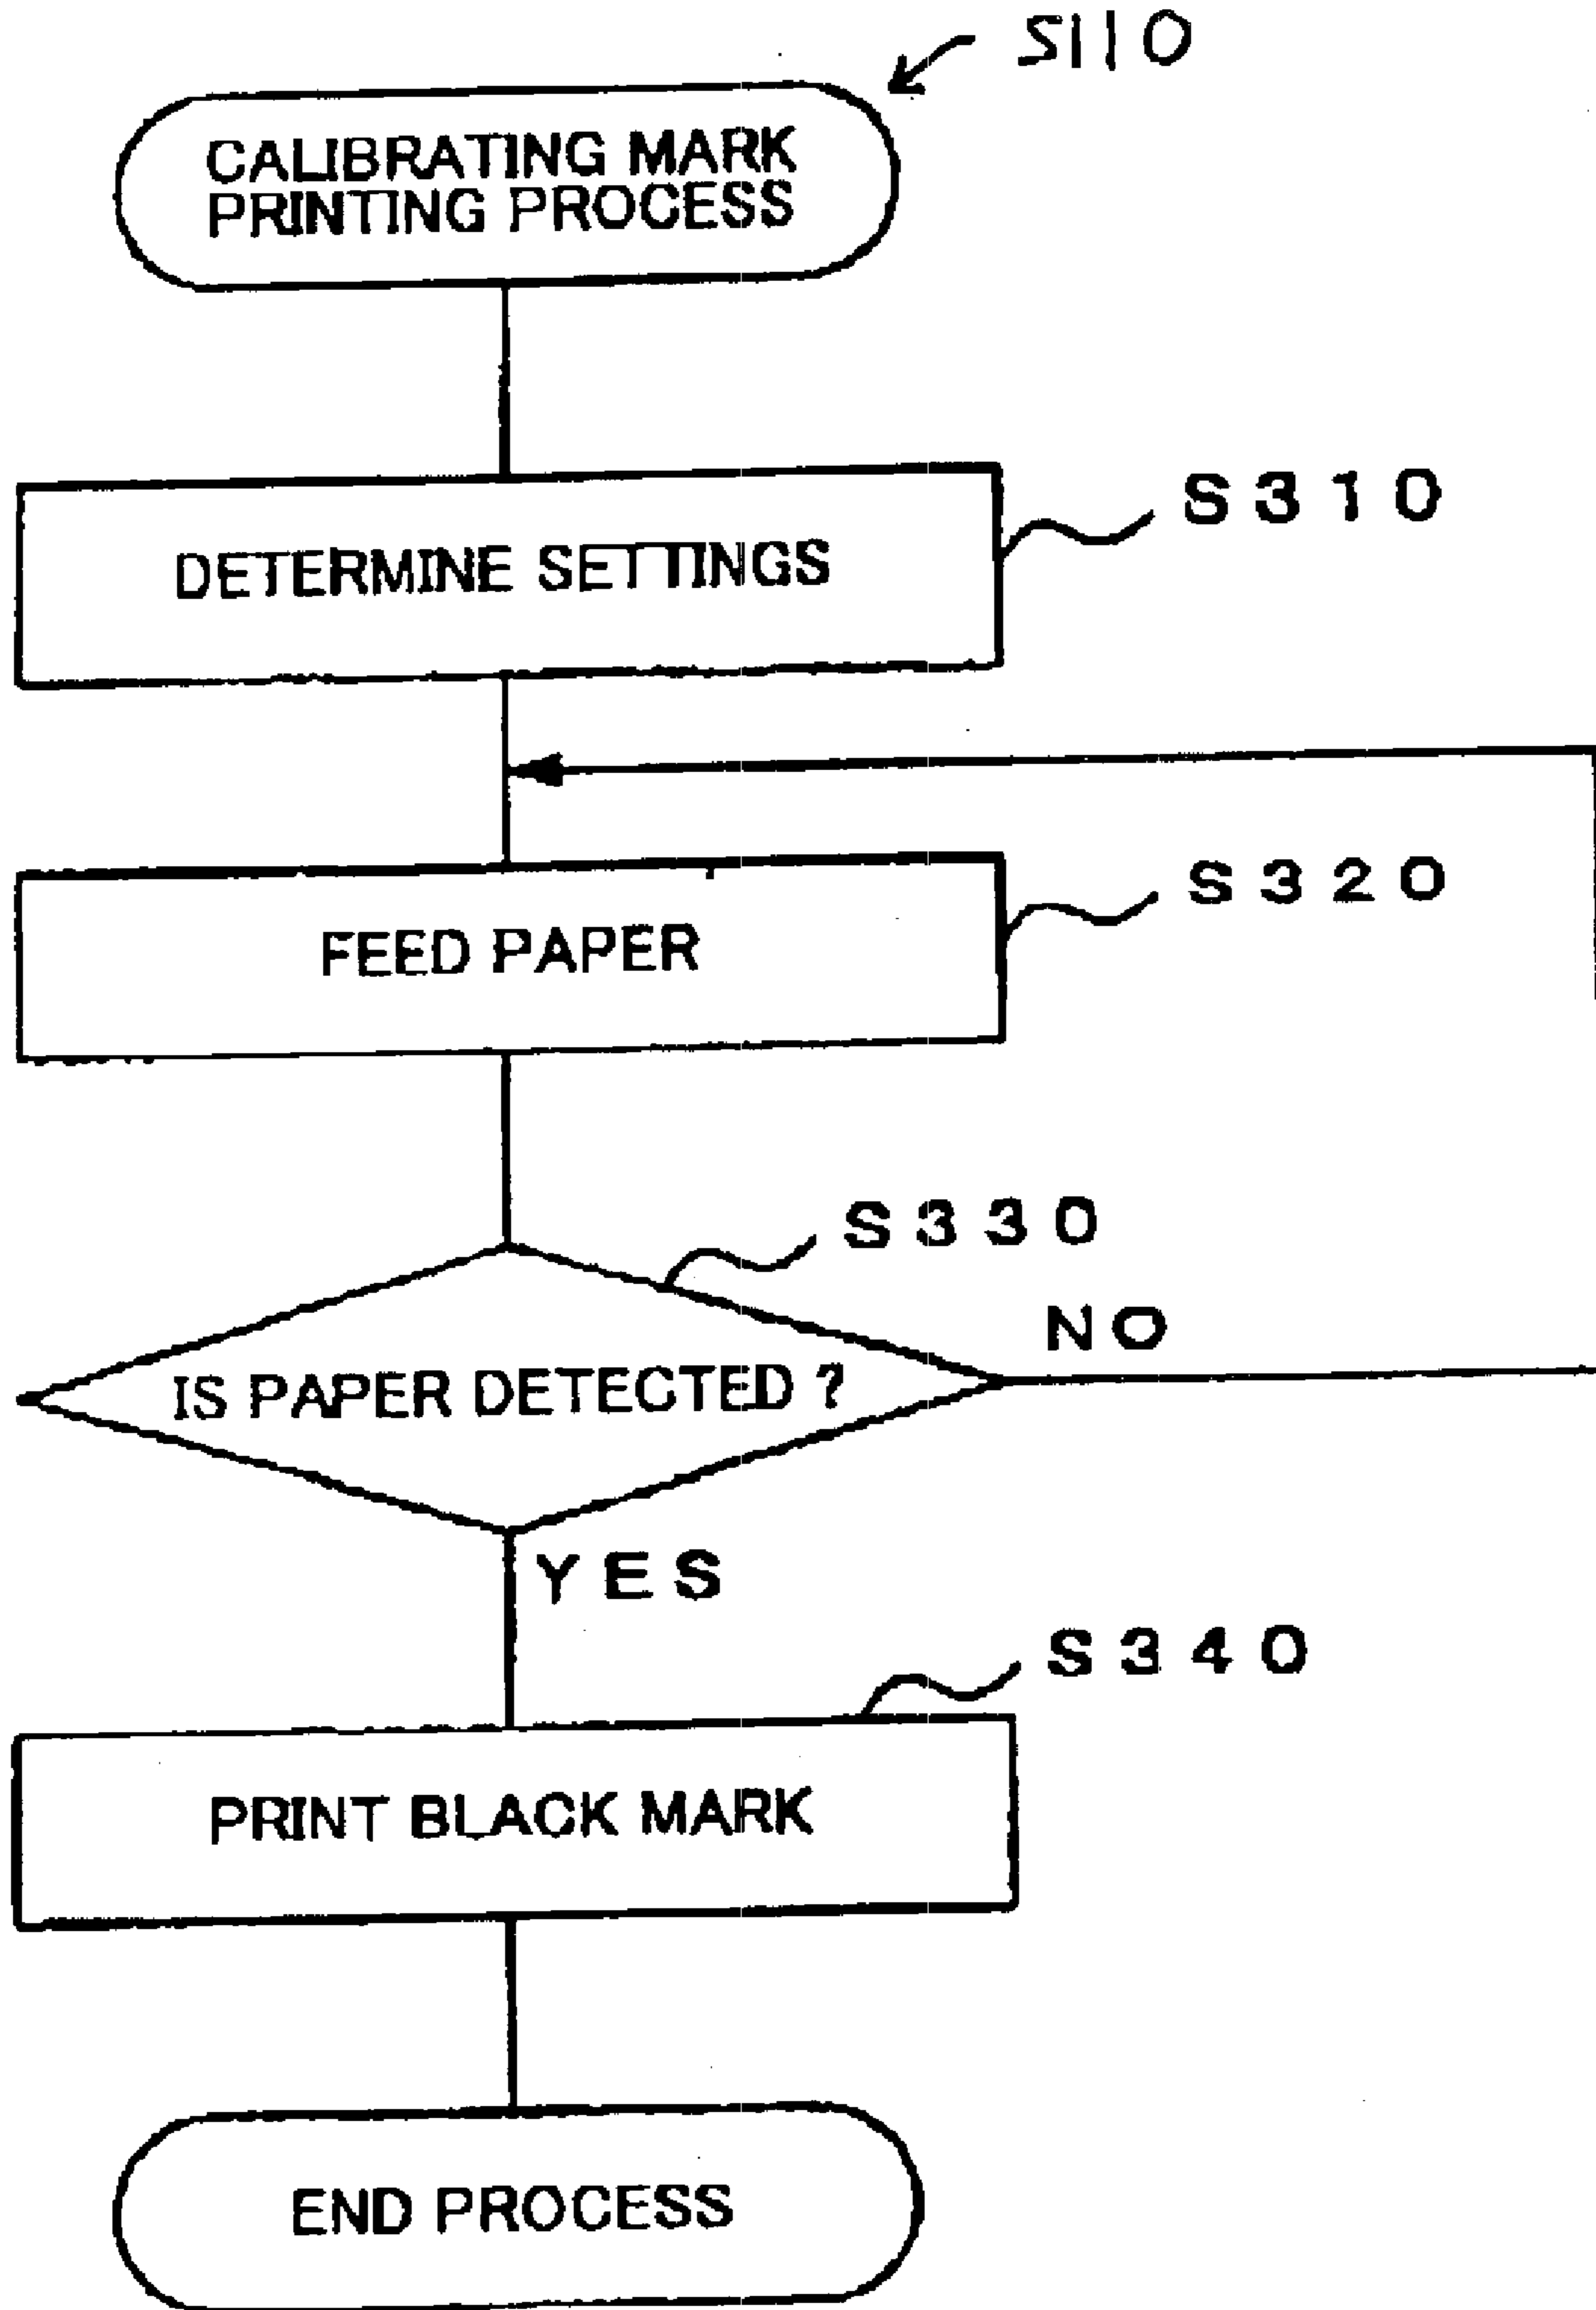 S110
CALIBRATING MARK
PRINTING PROCESS
S310
DETERMINE SETTINGS
S320
FEED PAPER
S330
NO
IS PAPER DETECTED ?
YES
S340
PRINT BLACK MARK
END PROCESS